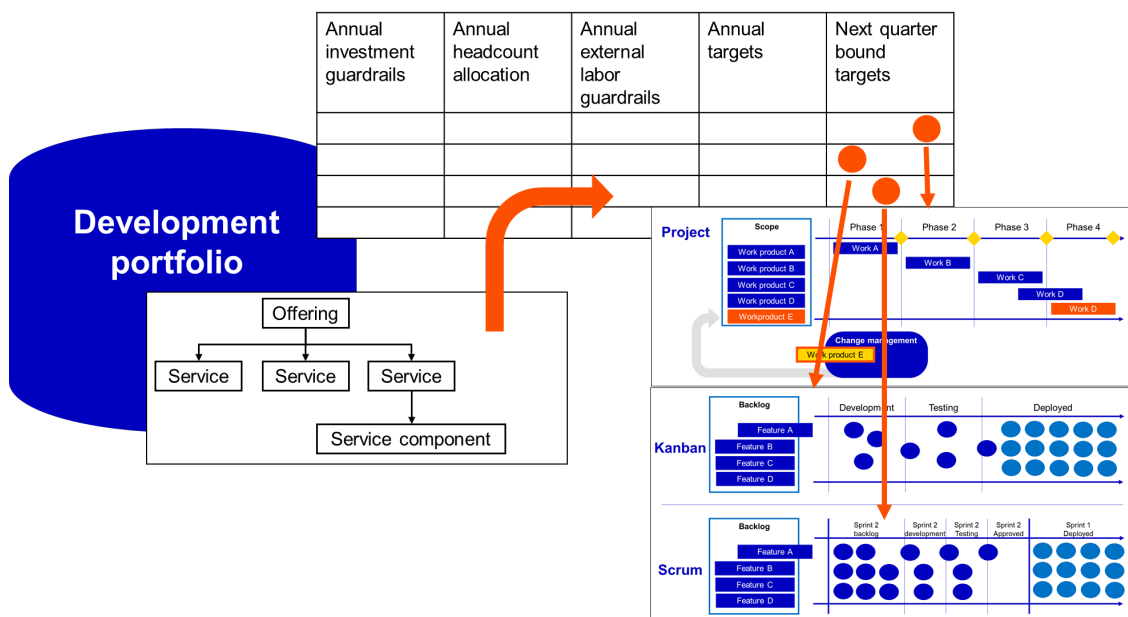 Annual investment guardrails
Annual headcount allocation
Annual external labor guardrails
Annual targets
Next quarter bound targets
Development portfolio
Offering
Service
Service
Service
Service component
Project
Scope
Work product A
Work product B
Work product C
Work product D
Workproduct E
Phase 1
Phase 2
Phase 3
Phase 4
Work A
Work B
Work C
Work D
Work D
Change management
Work product E
Kanban
Backlog
Feature A
Feature B
Feature C
Feature D
Development
Testing
Deployed
Scrum
Backlog
Feature A
Feature B
Feature C
Feature D
Sprint 2 backlog
Sprint 2 development
Sprint 2 Testing
Sprint 2 Approved
Sprint 1 Deployed